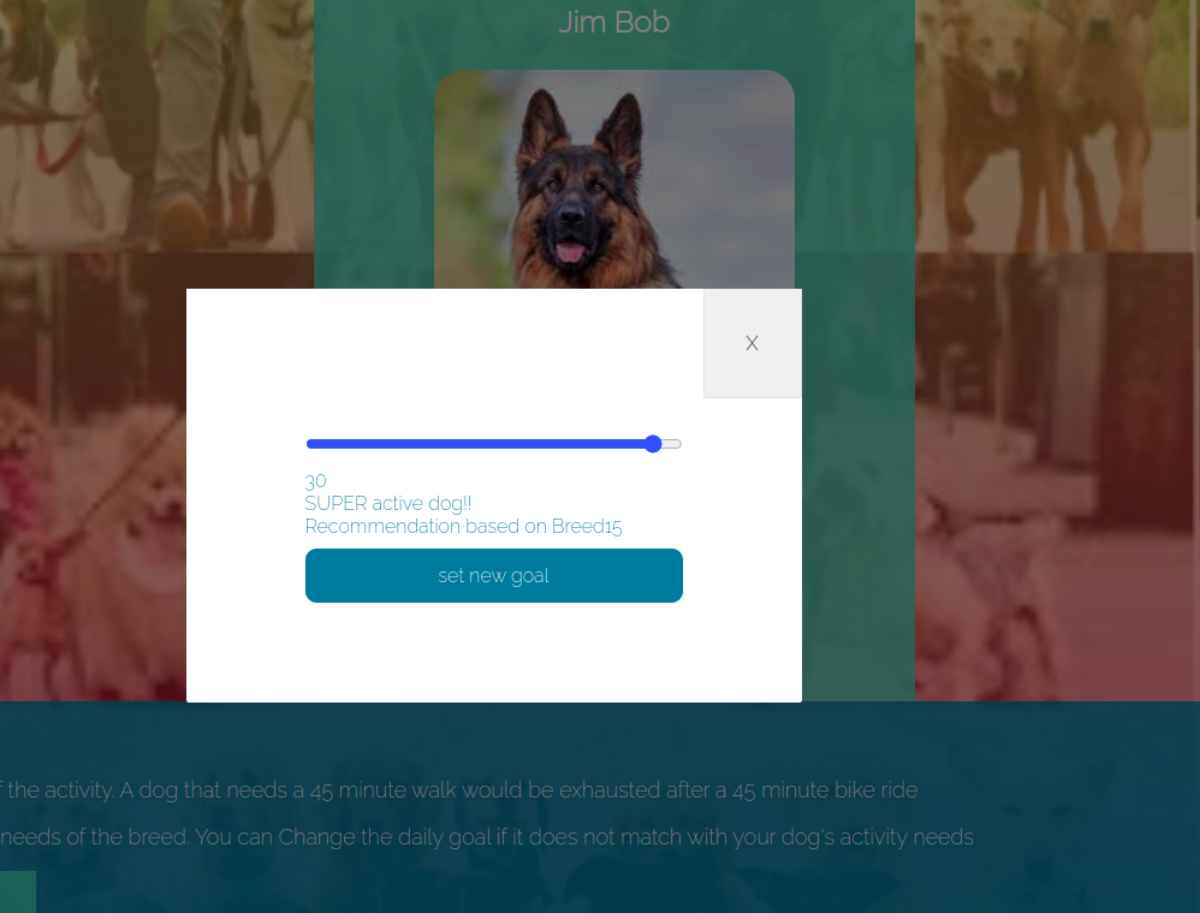 Jim Bob
X
30
SUPER active dog!!
Recommendation based on Breed15
set new goal
the activity. A dog that needs a 45 minute walk would be exhausted after a 45 minute bike ride
needs of the breed. You can Change the daily goal if it does not match with your dog's activity needs